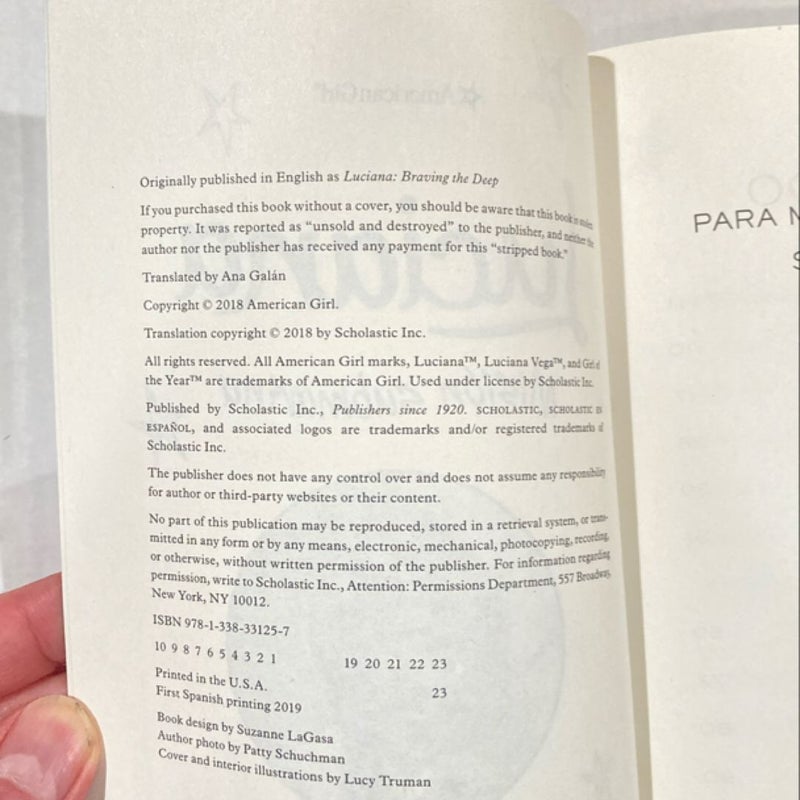 Originally published in English as Luciana: Braving the Deep
If you purchased this book without a cover, you should be aware that this book is stolen
property. It was reported as “unsold and destroyed” to the publisher, and neither the
author nor the publisher has received any payment for this “stripped book.”
Translated by Ana Galán
Copyright © 2018 American Girl.
Translation copyright © 2018 by Scholastic Inc.
All rights reserved. All American Girl marks, Luciana™, Luciana Vega™, and Girl of
the Year™ are trademarks of American Girl. Used under license by Scholastic Inc.
Published by Scholastic Inc., Publishers since 1920. SCHOLASTIC, SCHOLASTIC EN
ESPAÑOL, and associated logos are trademarks and/or registered trademarks of
Scholastic Inc.
The publisher does not have any control over and does not assume any responsibility
for author or third-party websites or their content.
No part of this publication may be reproduced, stored in a retrieval system, or trans-
mitted in any form or by any means, electronic, mechanical, photocopying, recording,
or otherwise, without written permission of the publisher. For information regarding
permission, write to Scholastic Inc., Attention: Permissions Department, 557 Broadway,
New York, NY 10012.
ISBN 978-1-338-33125-7
10 9 8 7 6 5 4 3 2 1 19 20 21 22 23
Printed in the U.S.A. 23
First Spanish printing 2019
Book design by Suzanne LaGasa
Author photo by Patty Schuchman
Cover and interior illustrations by Lucy Truman
PARA